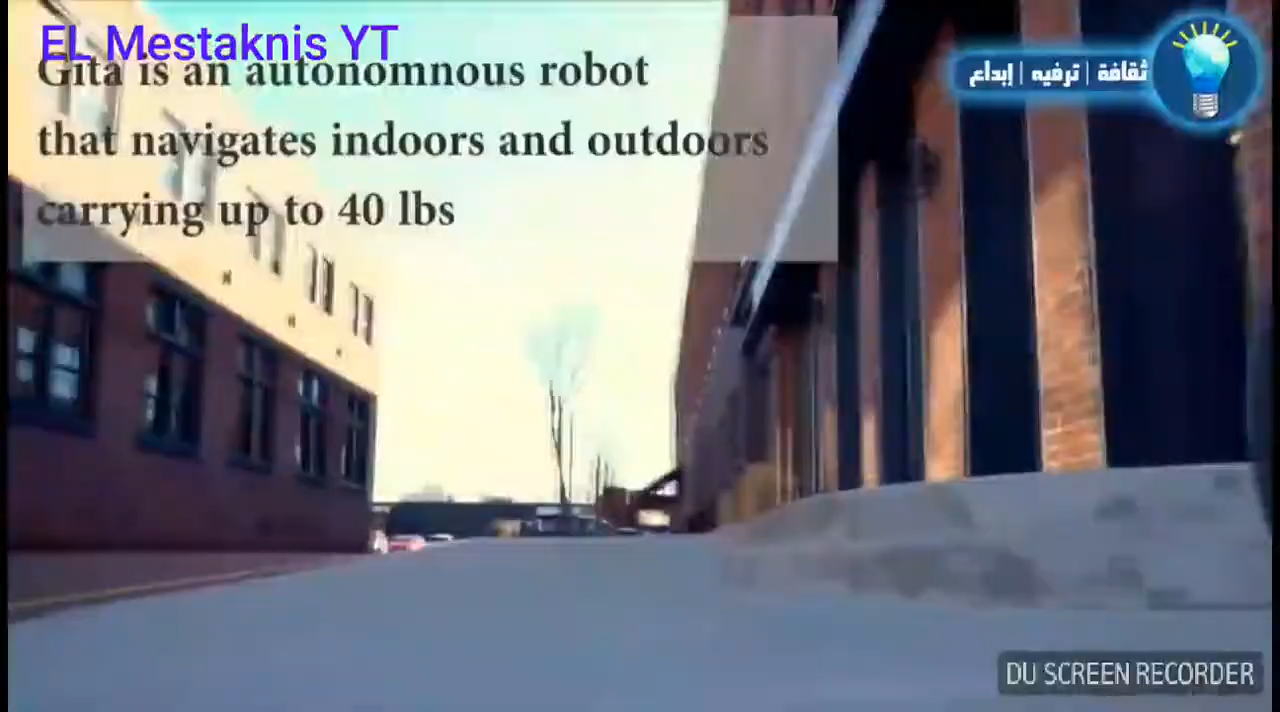 EL Mestaknis YT
Gita is an autonomnous robot
that navigates indoors and outdoors
carrying up to 40 lbs
ثقافة | ترفيه | إبداع
DU SCREEN RECORDER